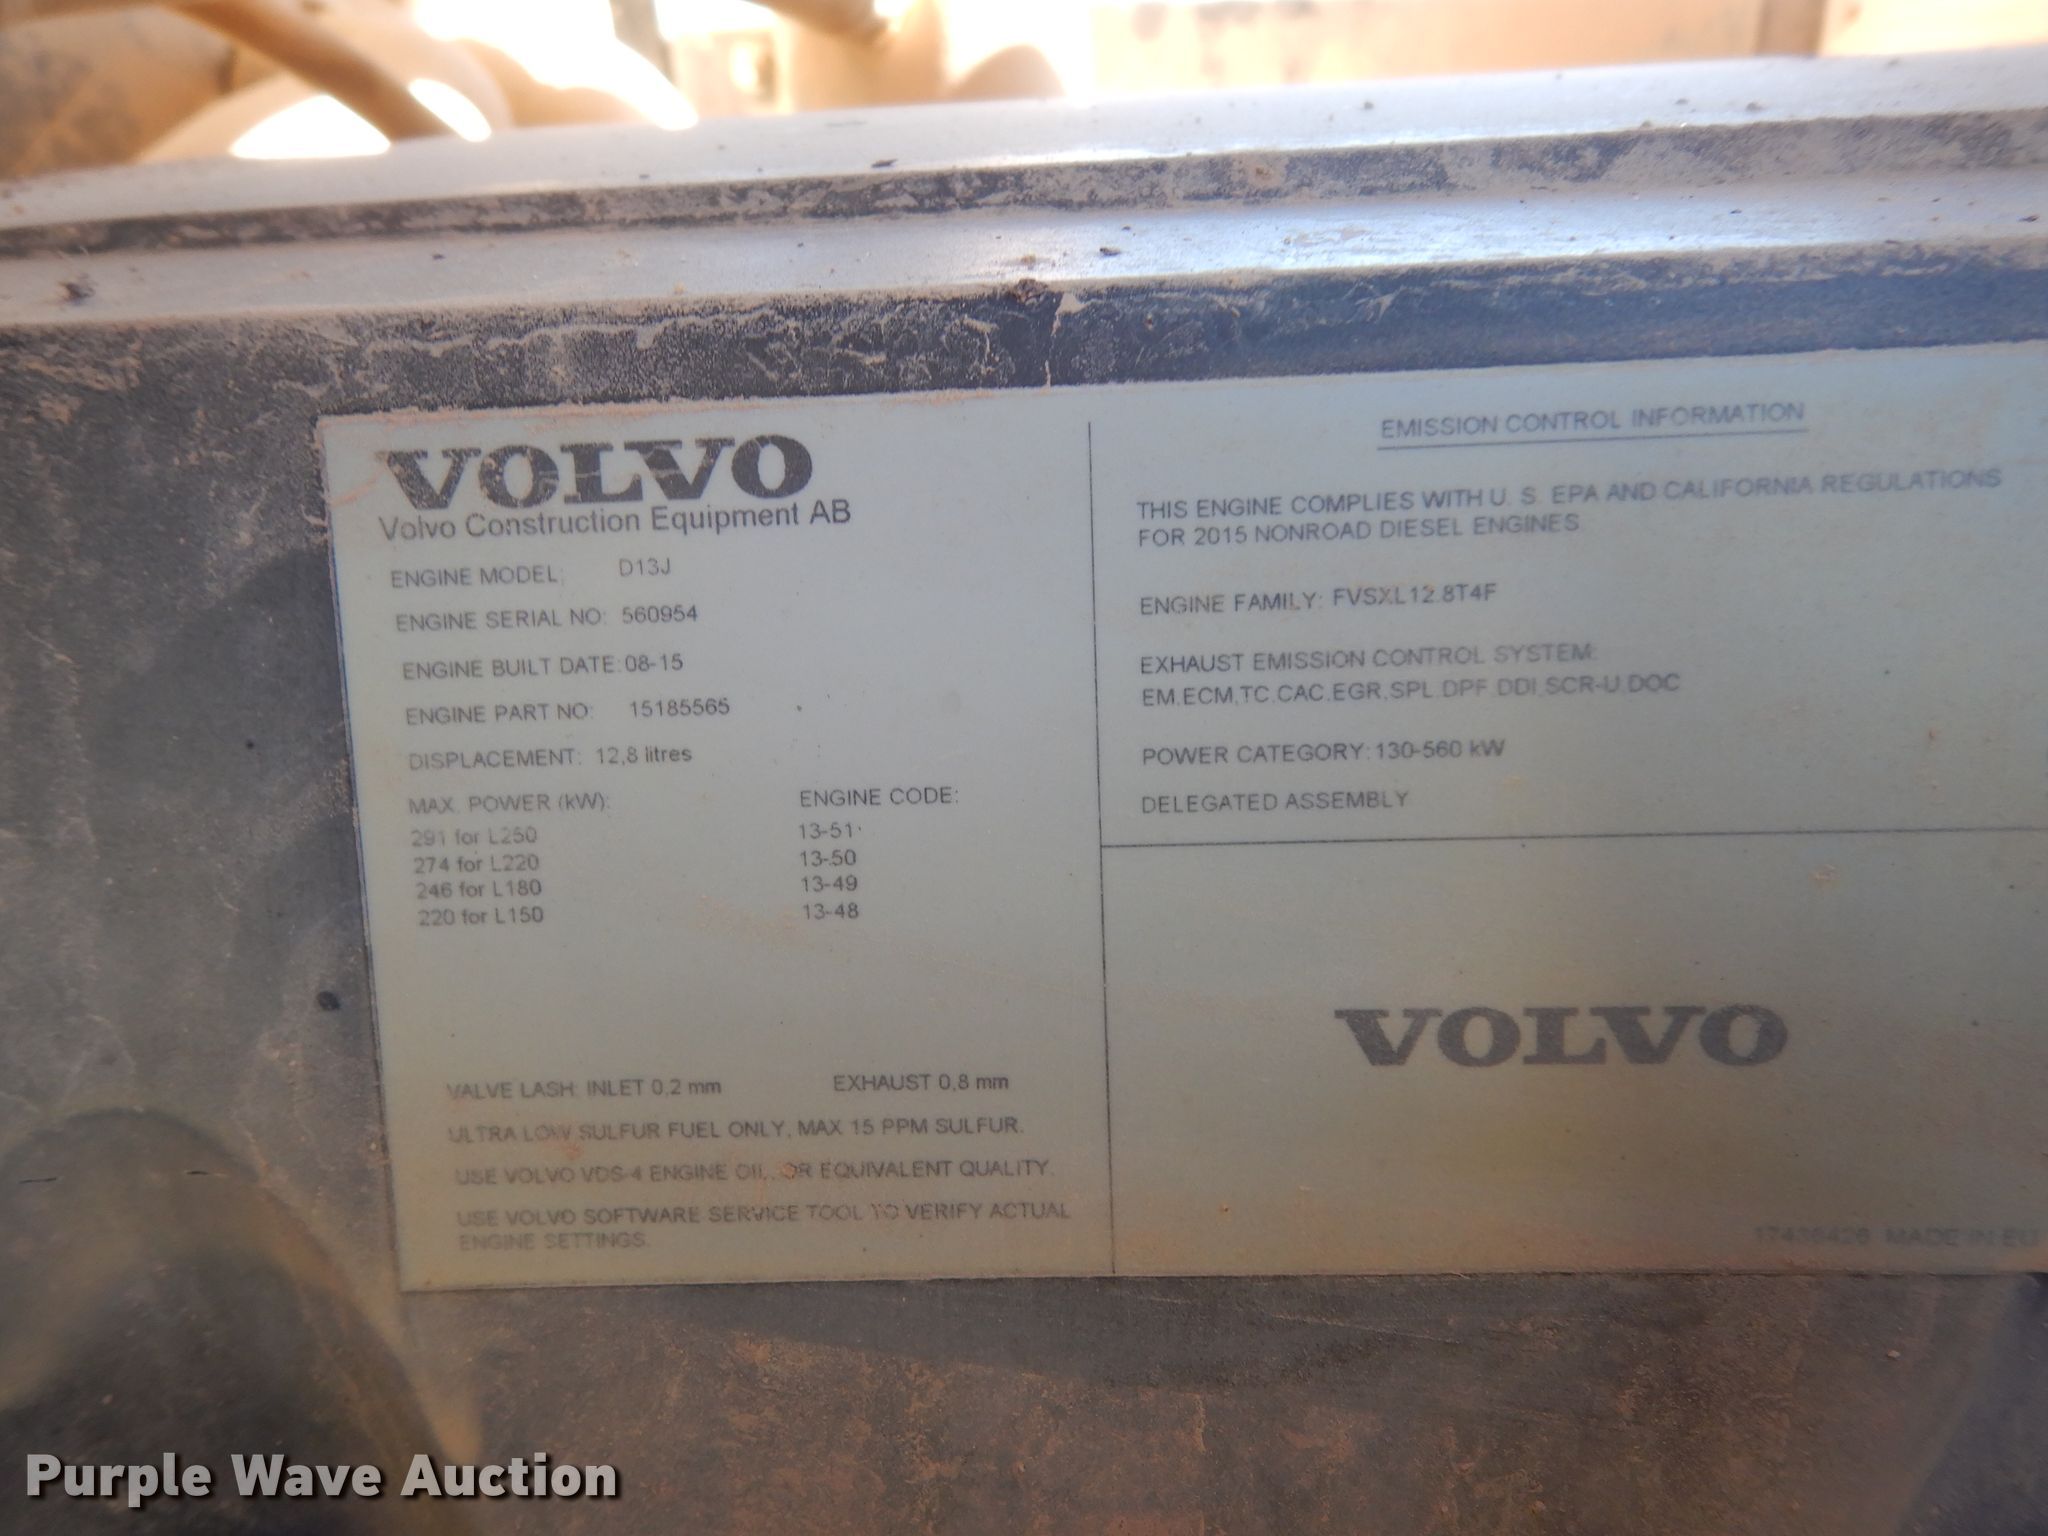 VOLVO
Volvo Construction Equipment AB
ENGINE MODEL: D13J
ENGINE SERIAL NO: 560954
ENGINE BUILT DATE: 08-15
ENGINE PART NO: 15185565
DISPLACEMENT: 12,8 litres
MAX. POWER (kW): ENGINE CODE:
291 for L250 13-51
274 for L220 13-50
246 for L180 13-49
220 for L150 13-48
VALVE LASH: INLET 0,2 mm EXHAUST 0,8 mm
ULTRA LOW SULFUR FUEL ONLY, MAX 15 PPM SULFUR.
USE VOLVO VDS-4 ENGINE OIL, OR EQUIVALENT QUALITY.
USE VOLVO SOFTWARE SERVICE TOOL TO VERIFY ACTUAL
ENGINE SETTINGS.
EMISSION CONTROL INFORMATION
THIS ENGINE COMPLIES WITH U. S. EPA AND CALIFORNIA REGULATIONS
FOR 2015 NONROAD DIESEL ENGINES
ENGINE FAMILY: FVSXL12.8T4F
EXHAUST EMISSION CONTROL SYSTEM:
EM,ECM,TC,CAC,EGR,SPL,DPF,DDI,SCR-U,DOC
POWER CATEGORY: 130-560 kW
DELEGATED ASSEMBLY
VOLVO
MADE IN EU
Purple Wave Auction